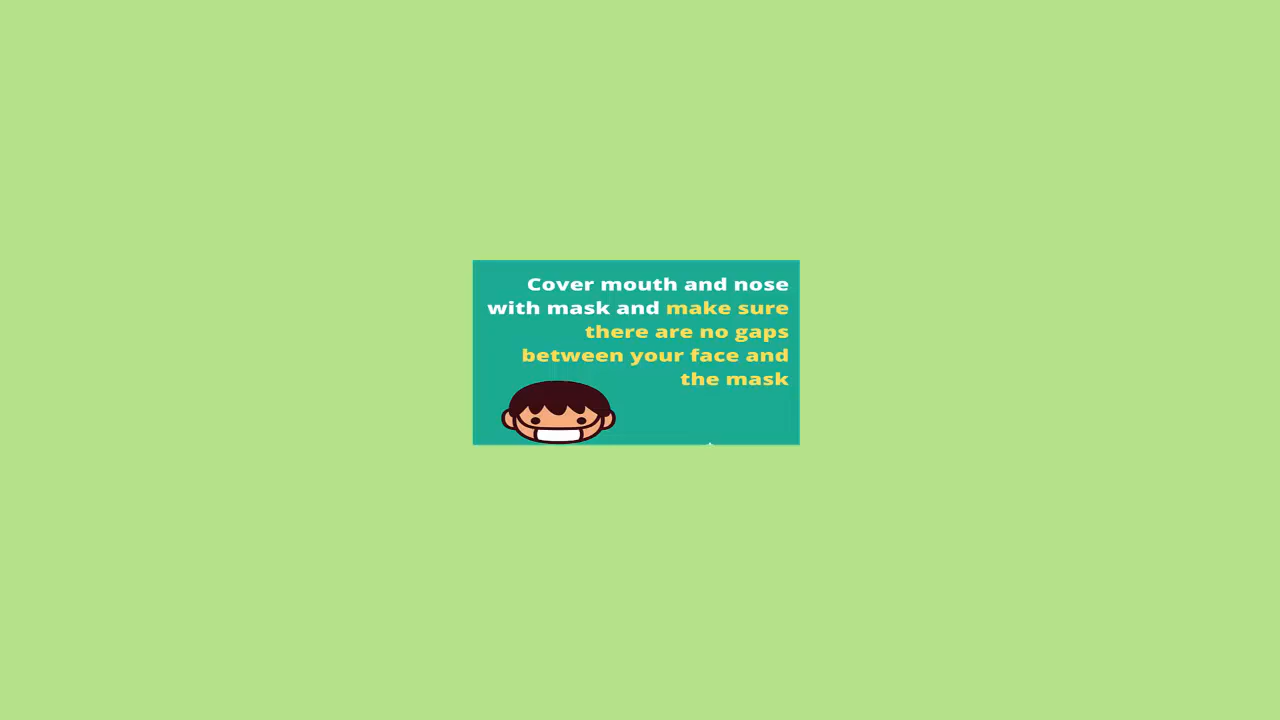 Cover mouth and nose
with mask and make sure
there are no gaps
between your face and
the mask